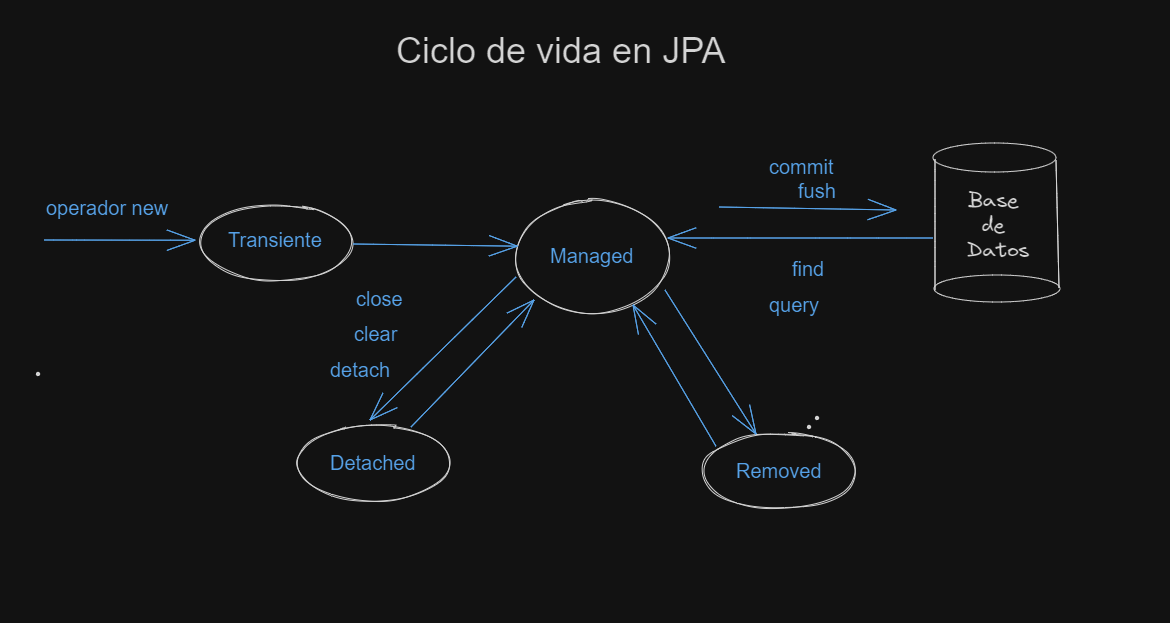 Ciclo de vida en JPA
operador new
Transiente
Managed
commit
fush
Base
de
Datos
find
query
close
clear
detach
Detached
Removed